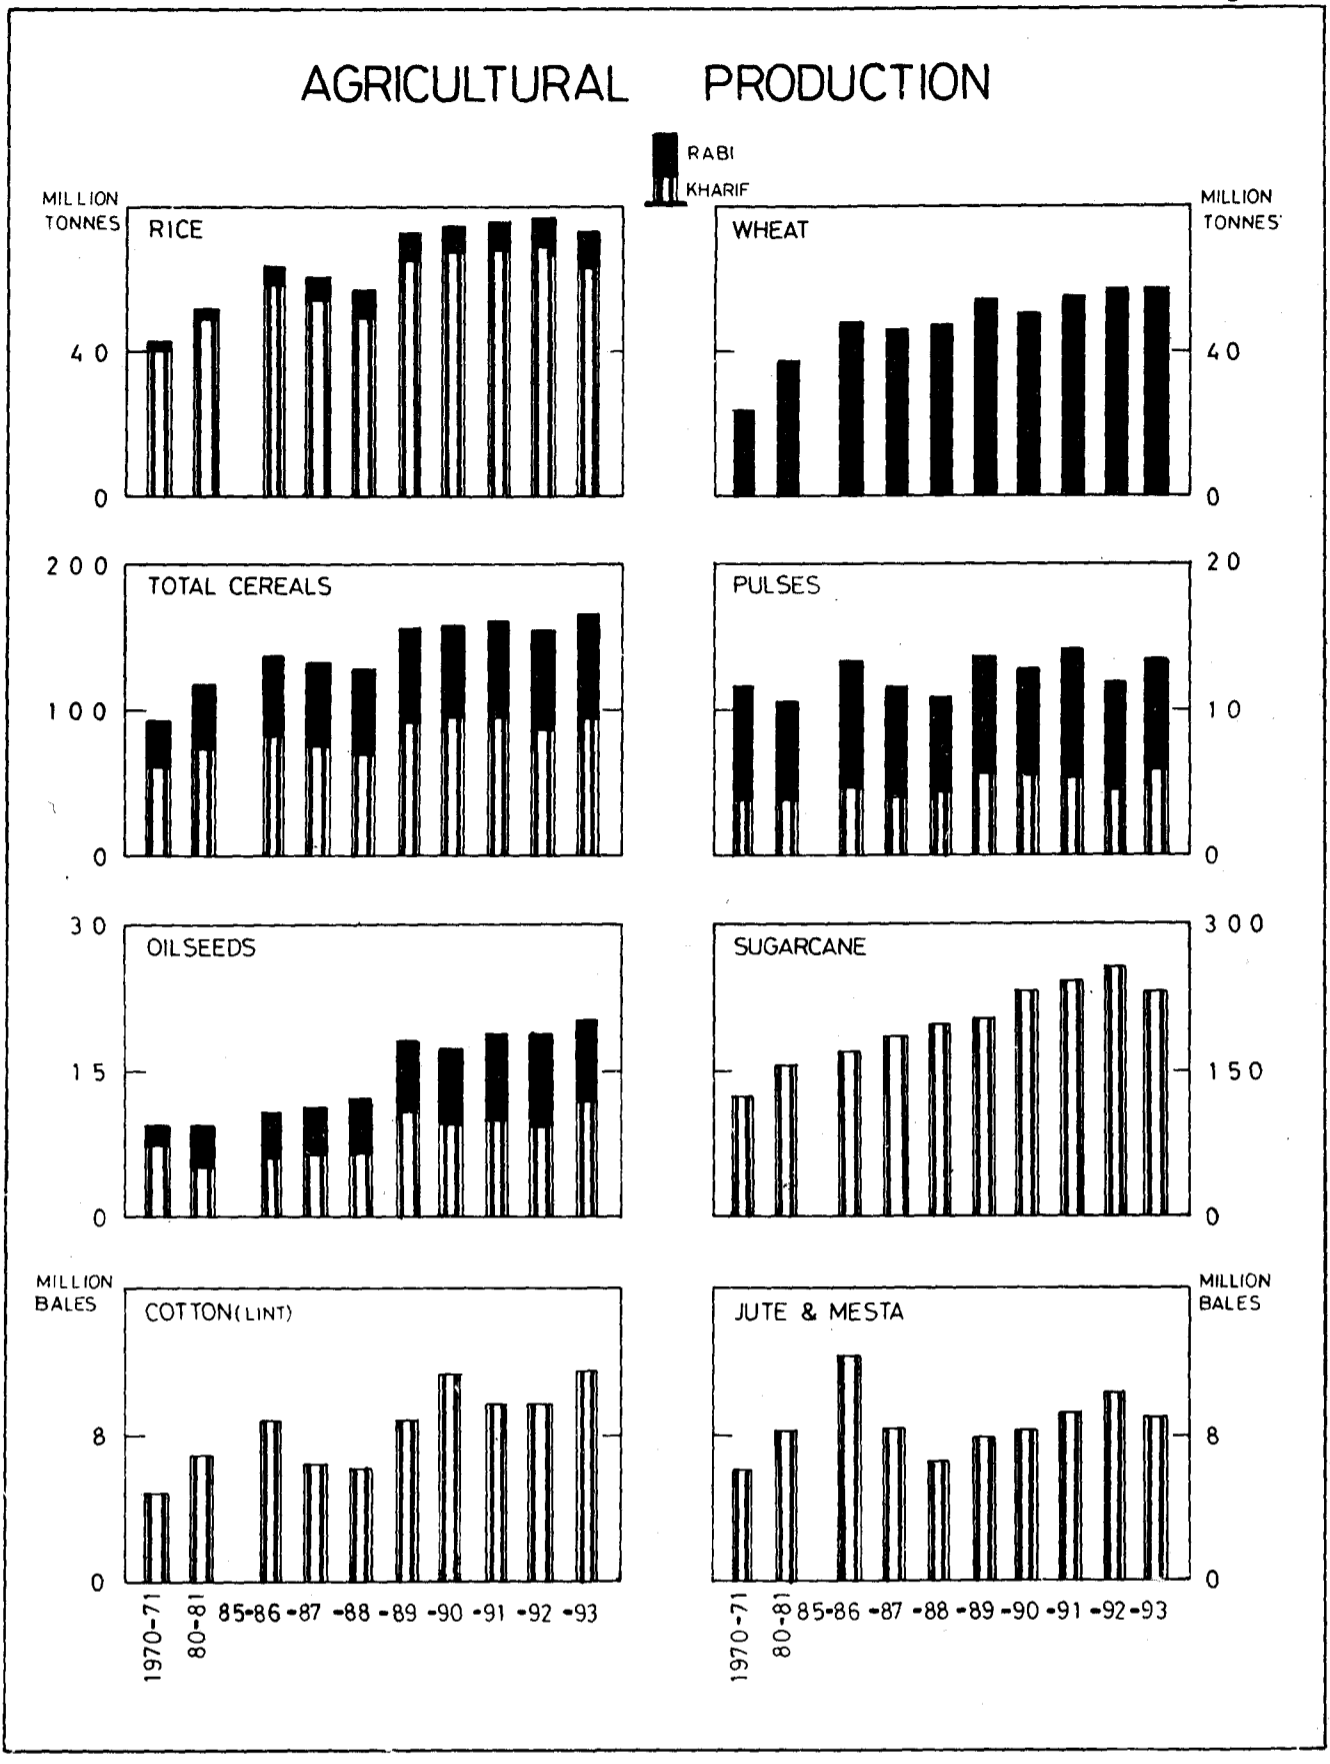 AGRICULTURAL PRODUCTION
RABI
KHARIF
MILLION
TONNES
RICE
40
0
WHEAT
MILLION
TONNES
40
0
200
TOTAL CEREALS
100
0
PULSES
20
10
0
30
OILSEEDS
15
0
SUGARCANE
300
150
0
MILLION
BALES
COTTON(LINT)
8
0
1970-71
80-81
85-86 -87 -88 -89 -90 -91 -92 -93
JUTE & MESTA
MILLION
BALES
8
0
1970-71
80-81
85-86 -87 -88 -89 -90 -91 -92 -93